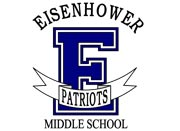 EISENHOWER
E
PATRIOTS
MIDDLE SCHOOL